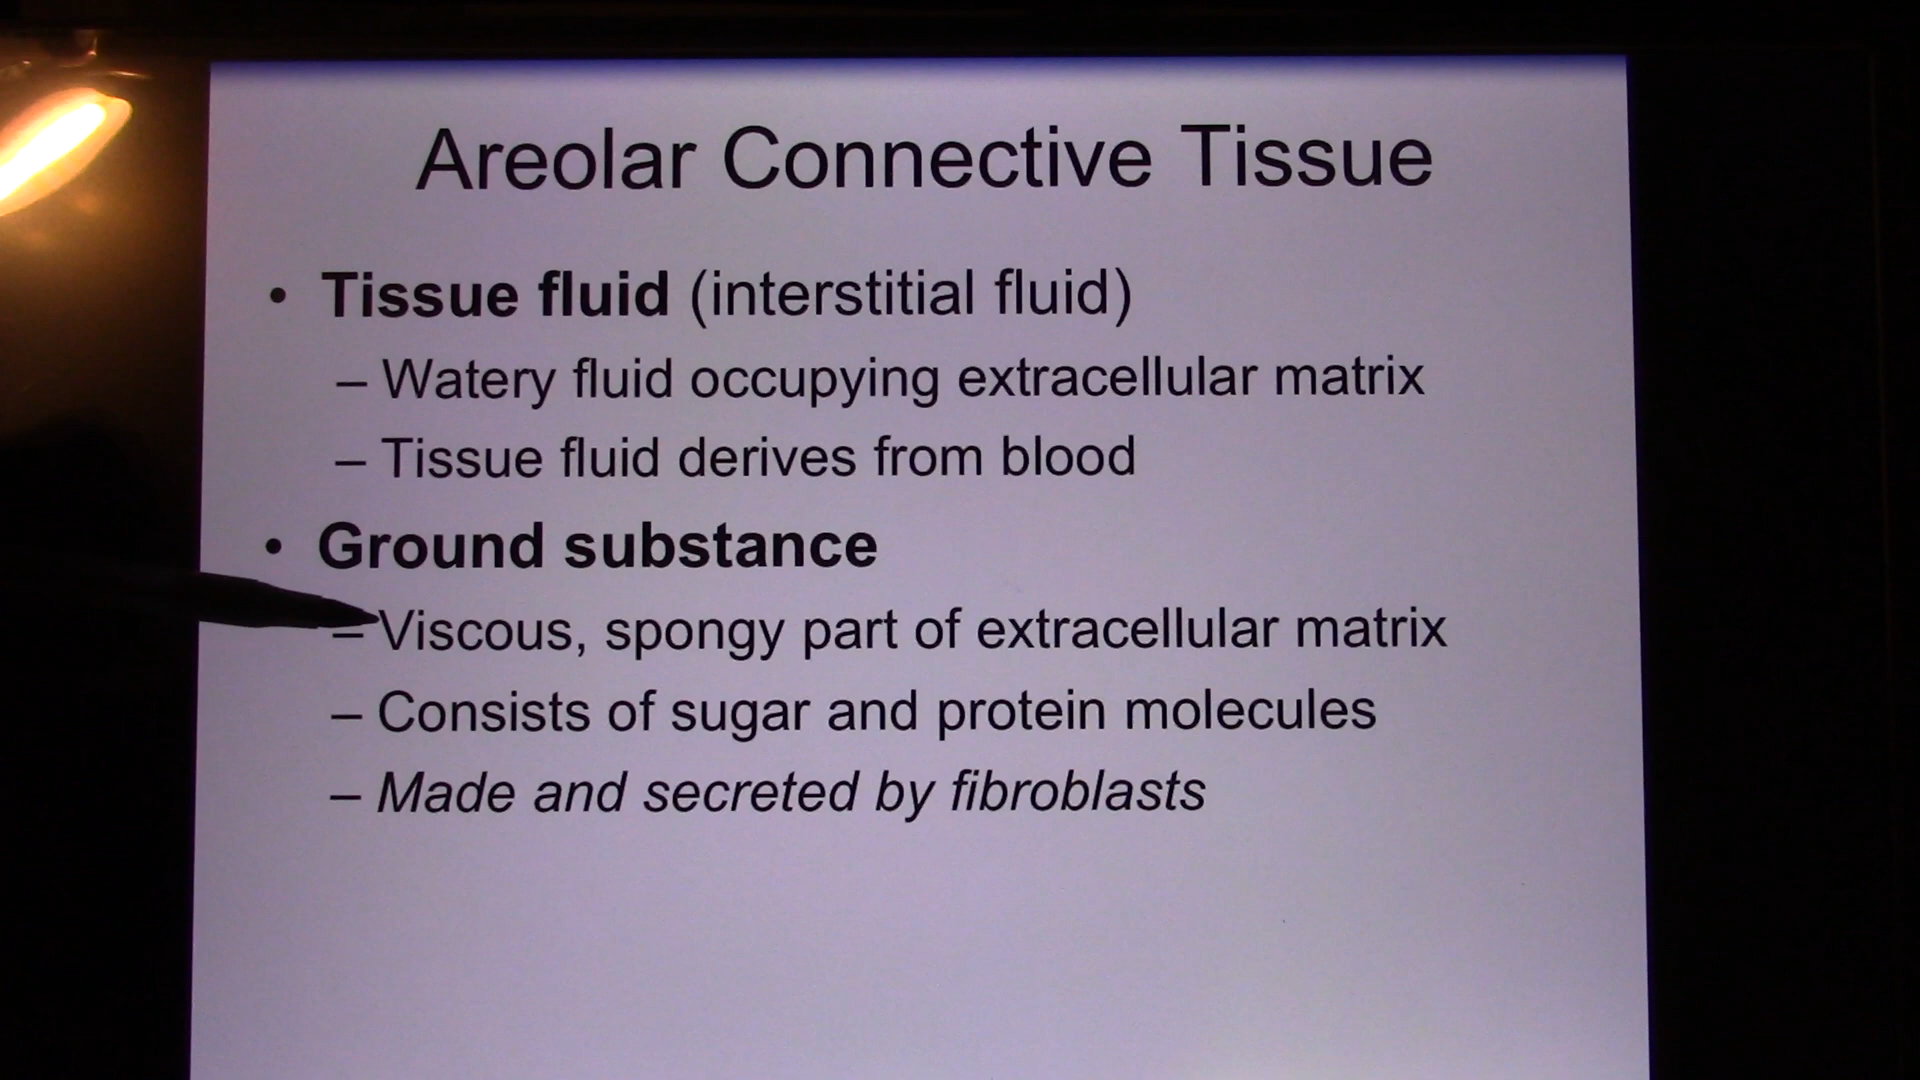 Areolar Connective Tissue
• Tissue fluid (interstitial fluid)
– Watery fluid occupying extracellular matrix
– Tissue fluid derives from blood
• Ground substance
– Viscous, spongy part of extracellular matrix
– Consists of sugar and protein molecules
– Made and secreted by fibroblasts